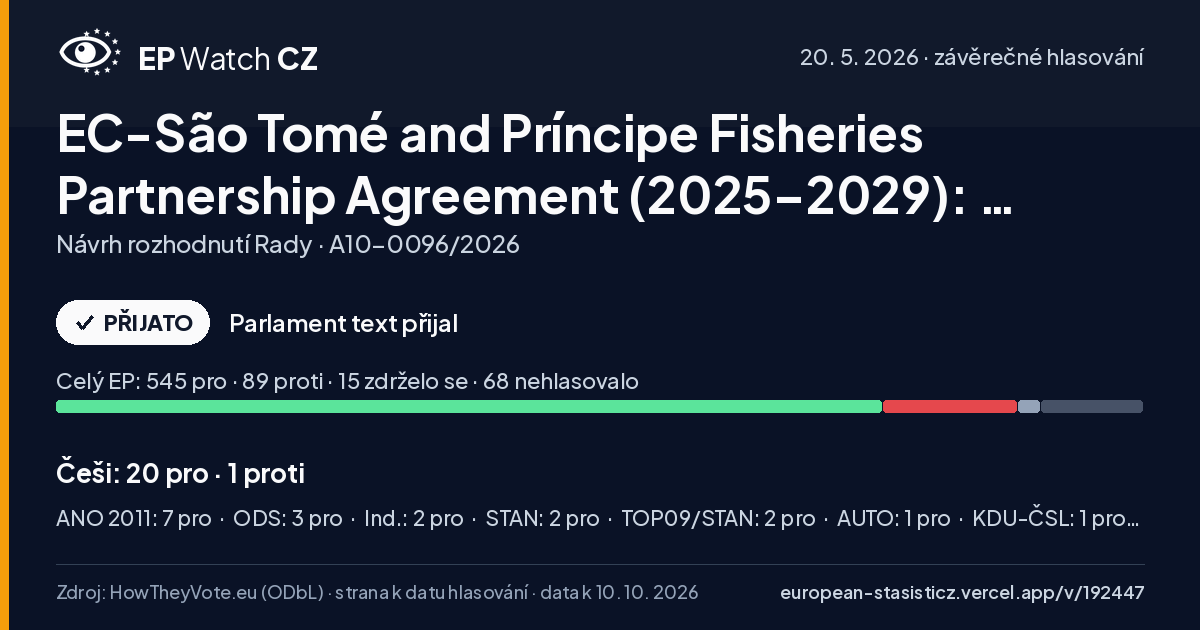 EP Watch CZ
20. 5. 2026 · závěrečné hlasování
EC–São Tomé and Príncipe Fisheries
Partnership Agreement (2025–2029): …
Návrh rozhodnutí Rady · A10–0096/2026
✓ PŘIJATO
Parlament text přijal
Celý EP: 545 pro · 89 proti · 15 zdrželo se · 68 nehlasovalo
Češi: 20 pro · 1 proti
ANO 2011: 7 pro · ODS: 3 pro · Ind.: 2 pro · STAN: 2 pro · TOP09/STAN: 2 pro · AUTO: 1 pro · KDU-ČSL: 1 pro…
Zdroj: HowTheyVote.eu (ODbL) · strana k datu hlasování · data k 10. 10. 2026
european-stasisticz.vercel.app/v/192447